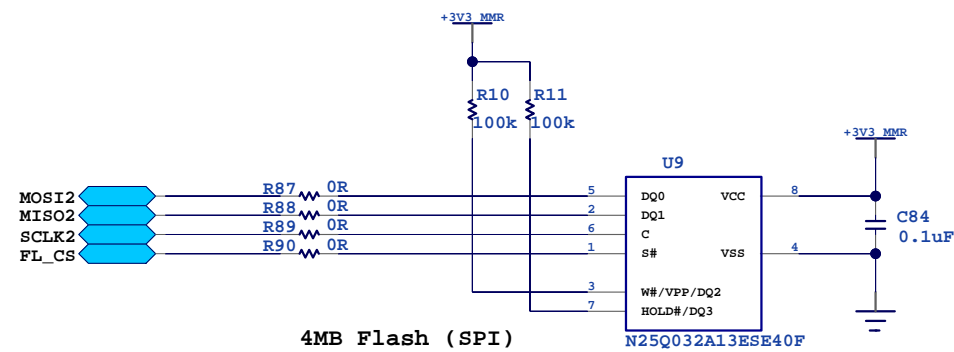 +3V3_MMR
R10 R11
100k 100k
+3V3_MMR
U9
MOSI2 R87 0R 5 DQ0 VCC 8
MISO2 R88 0R 2 DQ1
SCLK2 R89 0R 6 C
FL_CS R90 0R 1 S# VSS 4
C84
0.1uF
3 W#/VPP/DQ2
7 HOLD#/DQ3
4MB Flash (SPI)
N25Q032A13ESE40F